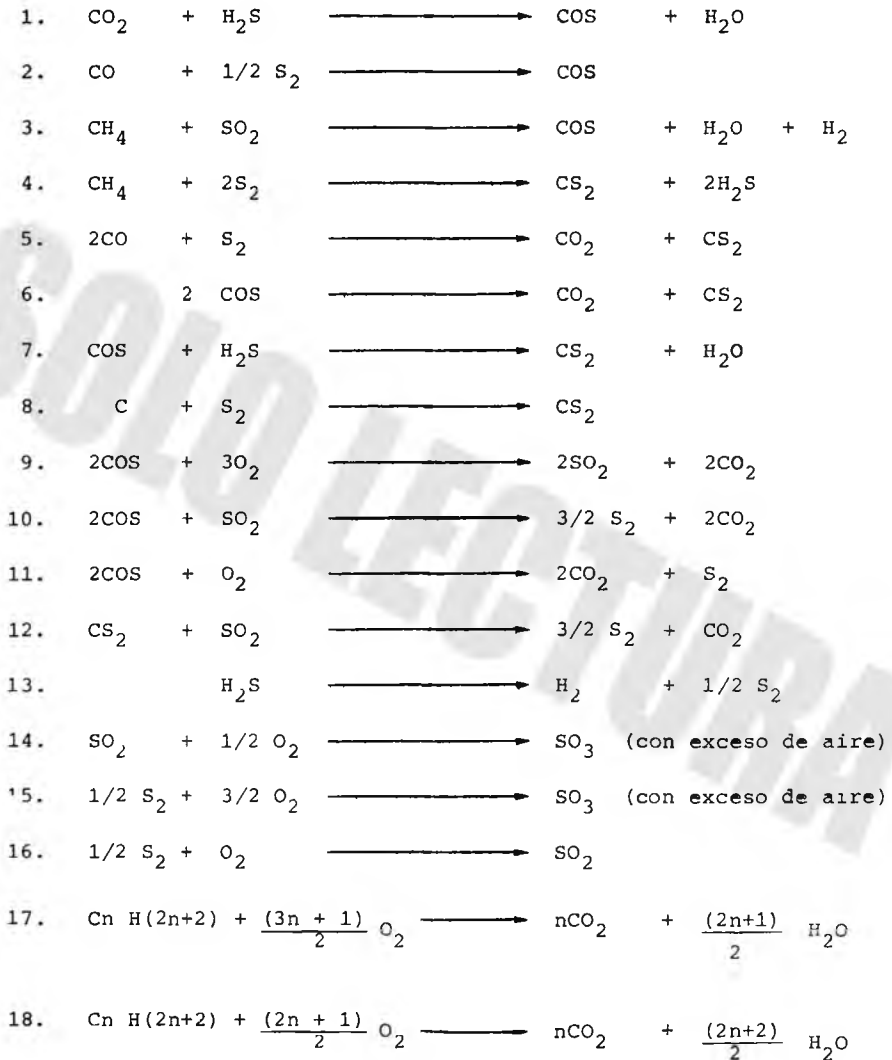 1. CO2 + H2S → COS + H2O
2. CO + 1/2 S2 → COS
3. CH4 + SO2 → COS + H2O + H2
4. CH4 + 2S2 → CS2 + 2H2S
5. 2CO + S2 → CO2 + CS2
6. 2 COS → CO2 + CS2
7. COS + H2S → CS2 + H2O
8. C + S2 → CS2
9. 2COS + 3O2 → 2SO2 + 2CO2
10. 2COS + SO2 → 3/2 S2 + 2CO2
11. 2COS + O2 → 2CO2 + S2
12. CS2 + SO2 → 3/2 S2 + CO2
13. H2S → H2 + 1/2 S2
14. SO2 + 1/2 O2 → SO3 (con exceso de aire)
'5. 1/2 S2 + 3/2 O2 → SO3 (con exceso de aire)
16. 1/2 S2 + O2 → SO2
17. Cn H(2n+2) + (3n + 1)/2 O2 → nCO2 + (2n+1)/2 H2O
18. Cn H(2n+2) + (2n + 1)/2 O2 → nCO2 + (2n+2)/2 H2O
SOLO LECTURA